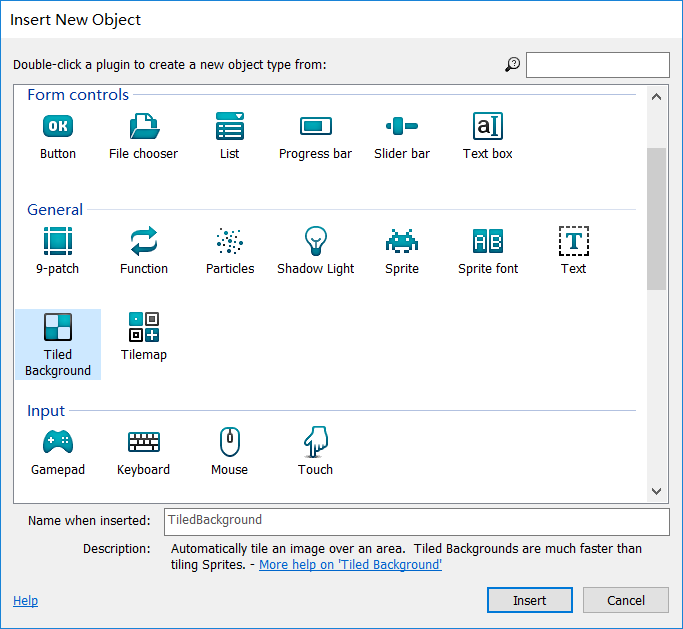 Insert New Object
Double-click a plugin to create a new object type from:
Form controls
OK
aI
Button File chooser List Progress bar Slider bar Text box
General
AB
T
9-patch Function Particles Shadow Light Sprite Sprite font Text
Tiled Background Tilemap
Input
Gamepad Keyboard Mouse Touch
Name when inserted: TiledBackground
Description: Automatically tile an image over an area. Tiled Backgrounds are much faster than
tiling Sprites. - More help on 'Tiled Background'
Help Insert Cancel